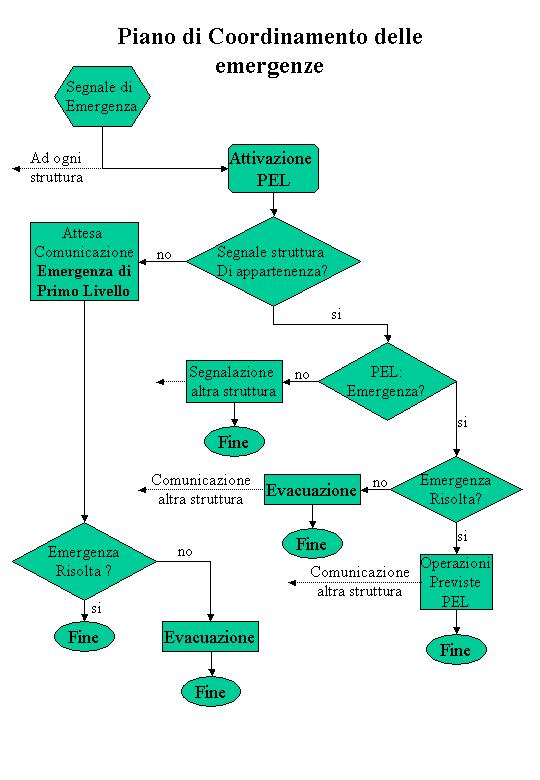 Piano di Coordinamento delle
emergenze
Segnale di
Emergenza
Ad ogni
struttura
Attivazione
PEL
Attesa
Comunicazione
Emergenza di
Primo Livello
no
Segnale struttura
Di appartenenza?
si
Segnalazione
altra struttura
no
PEL:
Emergenza?
Fine
si
Comunicazione
altra struttura
Evacuazione
no
Emergenza
Risolta?
Fine
si
Emergenza
Risolta ?
no
Comunicazione
altra struttura
Operazioni
Previste
PEL
si
Fine
Evacuazione
Fine
Fine